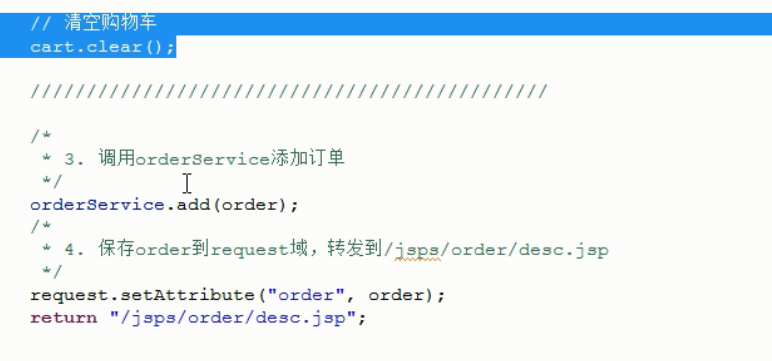 // 清空购物车
cart.clear();
//////////////////////////////////////////////
/*
 * 3. 调用orderService添加订单
 */
orderService.add(order);
/*
 * 4. 保存order到request域，转发到/jsps/order/desc.jsp
 */
request.setAttribute("order", order);
return "/jsps/order/desc.jsp";